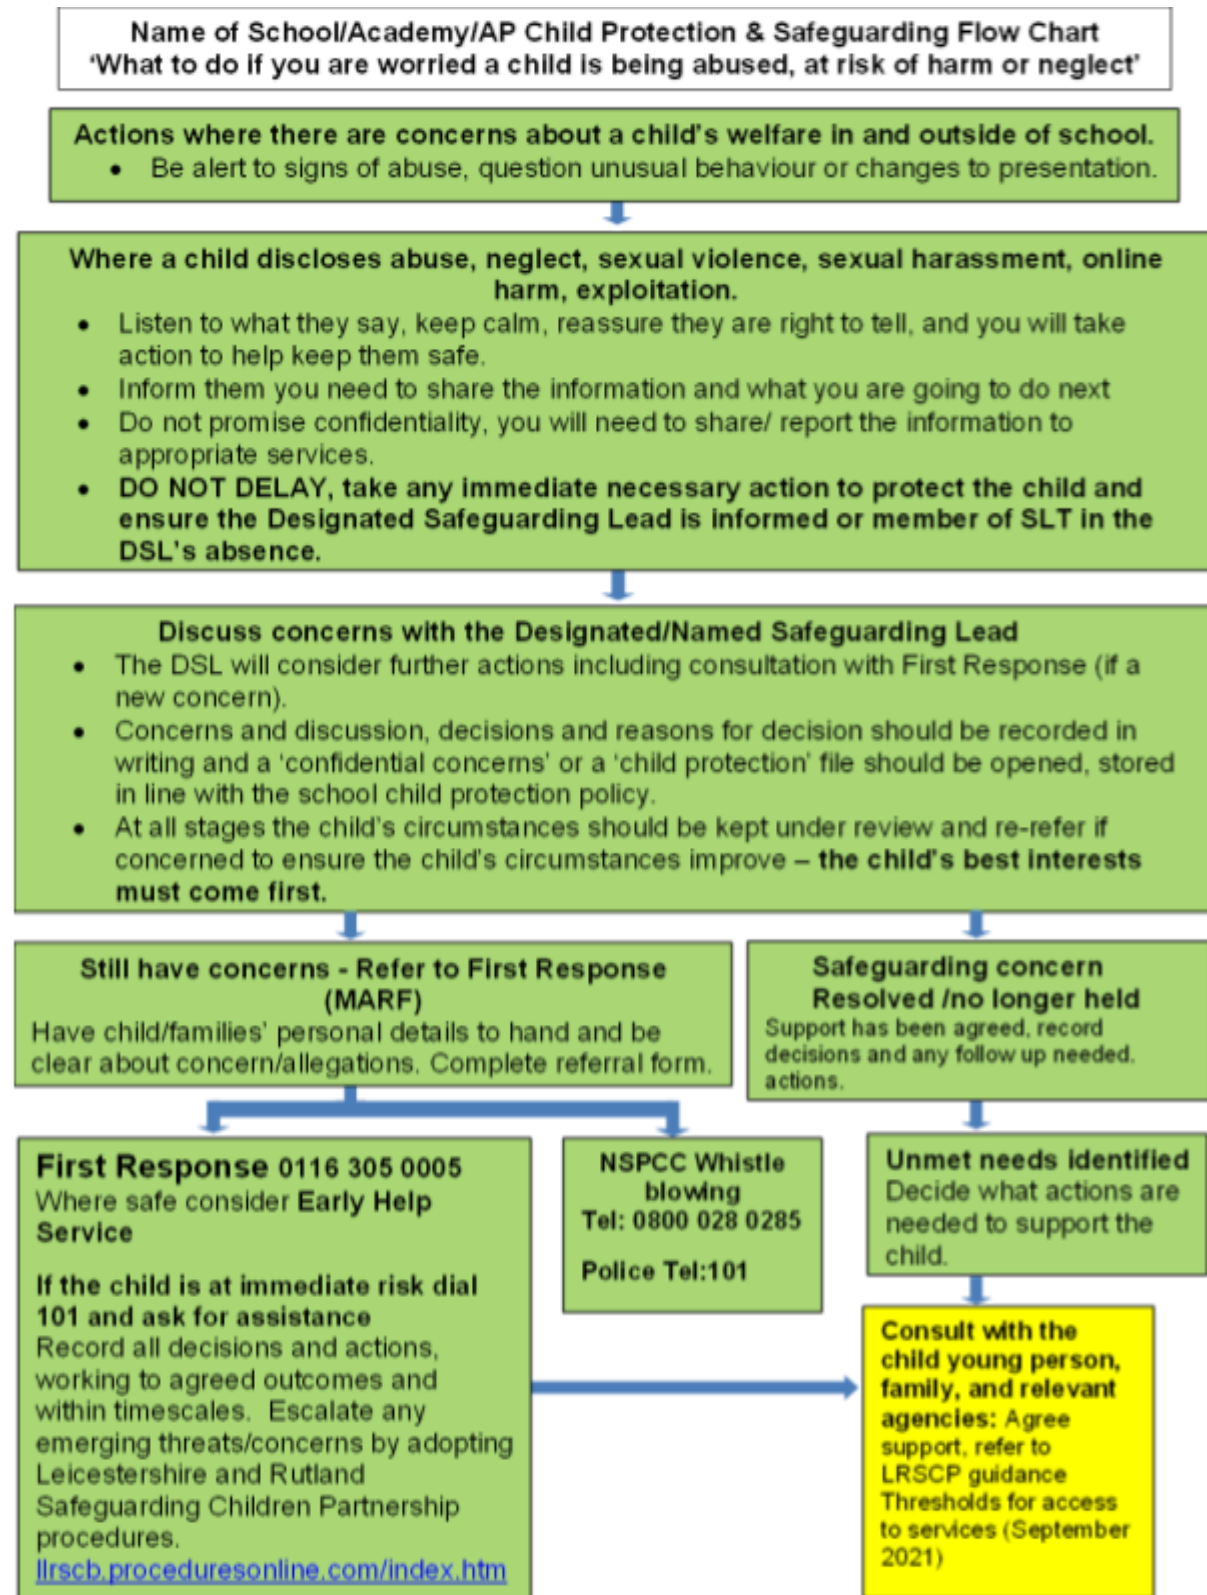 Name of School/Academy/AP Child Protection & Safeguarding Flow Chart
‘What to do if you are worried a child is being abused, at risk of harm or neglect’
Actions where there are concerns about a child’s welfare in and outside of school.
• Be alert to signs of abuse, question unusual behaviour or changes to presentation.
Where a child discloses abuse, neglect, sexual violence, sexual harassment, online
harm, exploitation.
• Listen to what they say, keep calm, reassure they are right to tell, and you will take
action to help keep them safe.
• Inform them you need to share the information and what you are going to do next
• Do not promise confidentiality, you will need to share/ report the information to
appropriate services.
• DO NOT DELAY, take any immediate necessary action to protect the child and
ensure the Designated Safeguarding Lead is informed or member of SLT in the
DSL’s absence.
Discuss concerns with the Designated/Named Safeguarding Lead
• The DSL will consider further actions including consultation with First Response (if a
new concern).
• Concerns and discussion, decisions and reasons for decision should be recorded in
writing and a ‘confidential concerns’ or a ‘child protection’ file should be opened, stored
in line with the school child protection policy.
• At all stages the child’s circumstances should be kept under review and re-refer if
concerned to ensure the child’s circumstances improve – the child’s best interests
must come first.
Still have concerns - Refer to First Response
(MARF)
Have child/families’ personal details to hand and be
clear about concern/allegations. Complete referral form.
Safeguarding concern
Resolved /no longer held
Support has been agreed, record
decisions and any follow up needed.
actions.
First Response 0116 305 0005
Where safe consider Early Help
Service
If the child is at immediate risk dial
101 and ask for assistance
Record all decisions and actions,
working to agreed outcomes and
within timescales. Escalate any
emerging threats/concerns by adopting
Leicestershire and Rutland
Safeguarding Children Partnership
procedures.
llrscb.proceduresonline.com/index.htm
NSPCC Whistle
blowing
Tel: 0800 028 0285
Police Tel:101
Unmet needs identified
Decide what actions are
needed to support the
child.
Consult with the
child young person,
family, and relevant
agencies: Agree
support, refer to
LRSCP guidance
Thresholds for access
to services (September
2021)